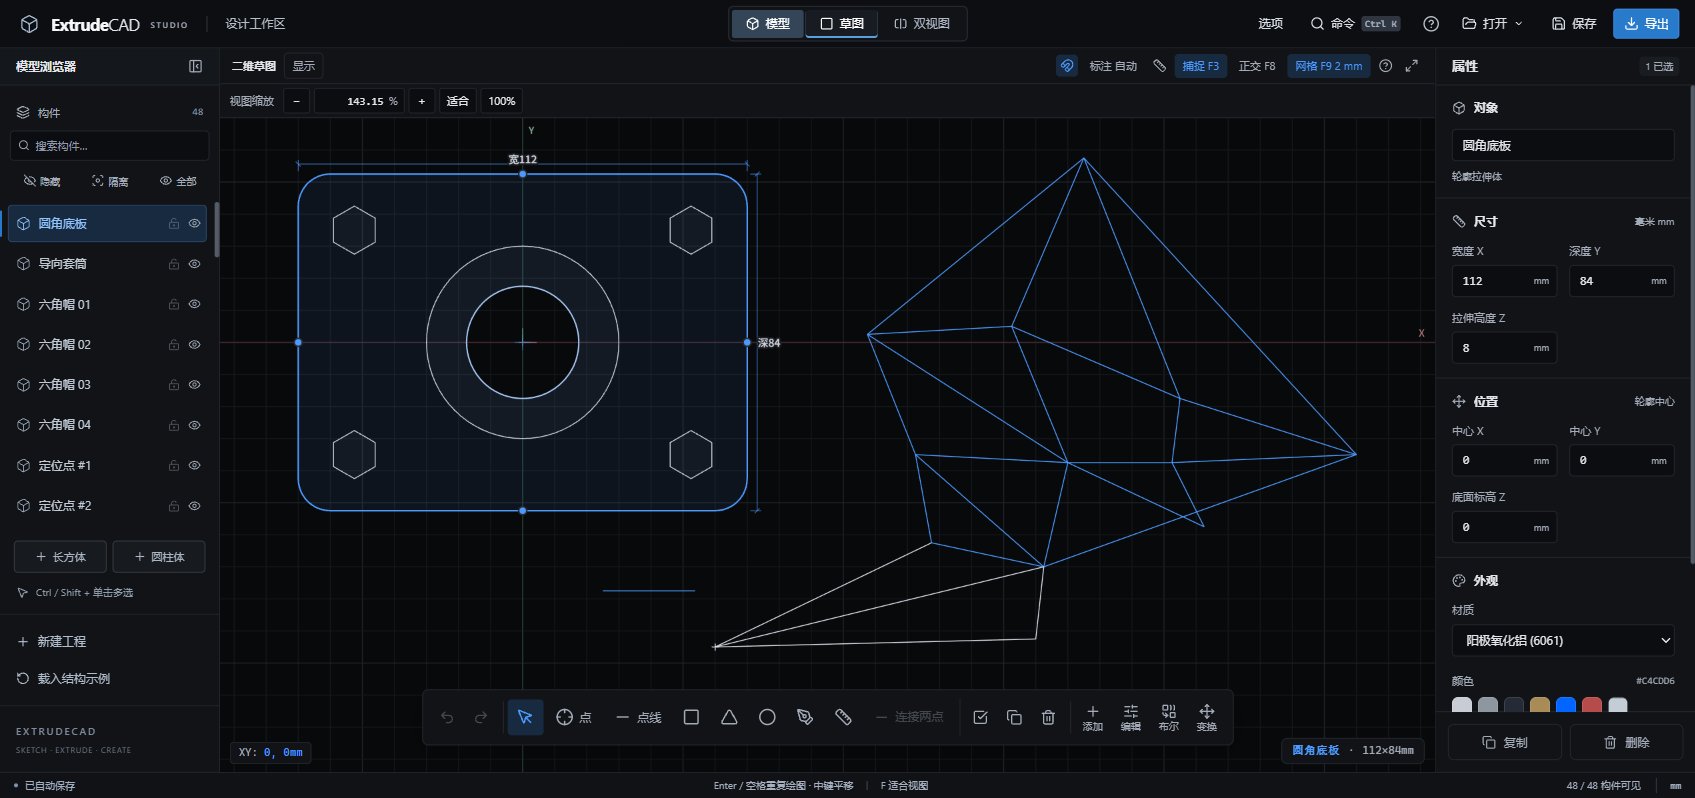 ExtrudeCAD STUDIO
设计工作区
模型
草图
双视图
选项
命令 Ctrl K
打开
保存
导出
模型浏览器
构件 48
搜索构件...
隐藏
隔离
全部
圆角底板
导向套筒
六角帽 01
六角帽 02
六角帽 03
六角帽 04
定位点 #1
定位点 #2
长方体
圆柱体
Ctrl / Shift + 单击多选
新建工程
载入结构示例
EXTRUDECAD
SKETCH · EXTRUDE · CREATE
二维草图
显示
标注 自动
捕捉 F3
正交 F8
网格 F9 2 mm
视图缩放
−
143.15 %
+
适合
100%
Y
宽112
深84
X
点
点线
连接两点
添加
编辑
布尔
变换
XY: 0, 0mm
圆角底板 · 112×84mm
属性
1 已选
对象
圆角底板
轮廓拉伸体
尺寸
毫米 mm
宽度 X
深度 Y
112 mm
84 mm
拉伸高度 Z
8 mm
位置
轮廓中心
中心 X
中心 Y
0 mm
0 mm
底面标高 Z
0 mm
外观
材质
阳极氧化铝 (6061)
颜色
#C4CDD6
复制
删除
已自动保存
Enter / 空格重复绘图 · 中键平移
F 适合视图
48 / 48 构件可见
mm